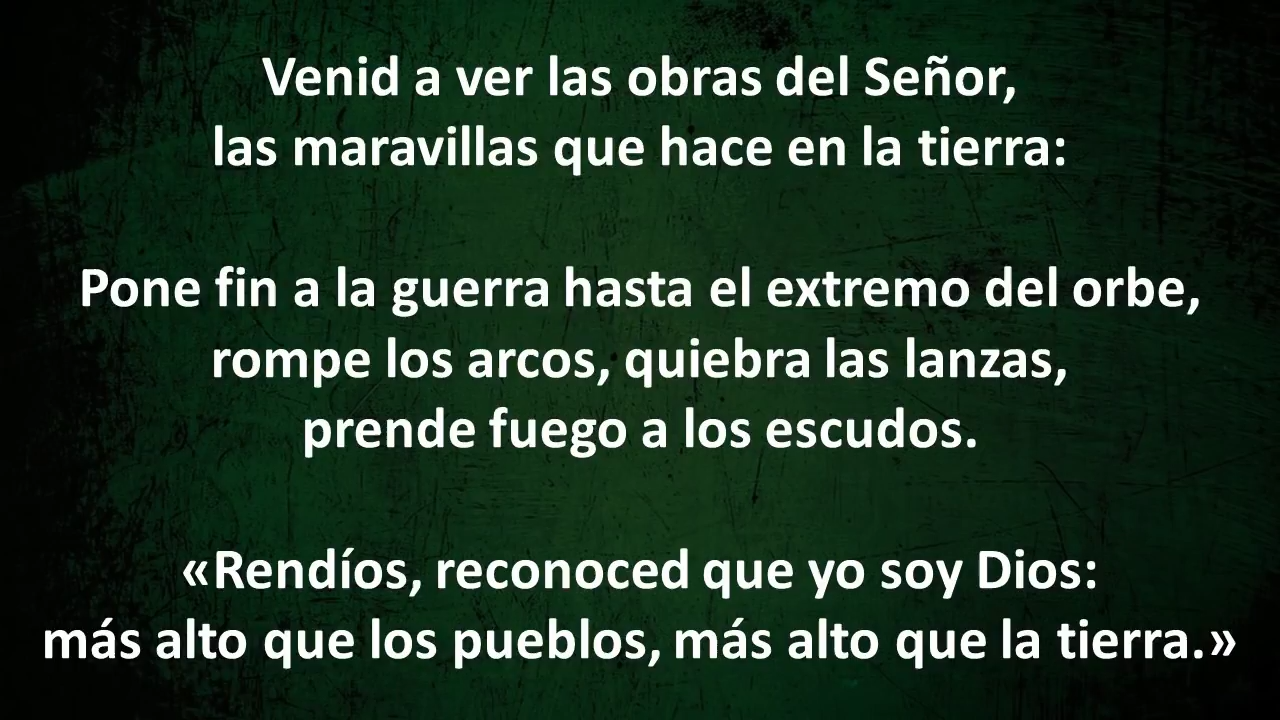 Venid a ver las obras del Señor,
las maravillas que hace en la tierra:
Pone fin a la guerra hasta el extremo del orbe,
rompe los arcos, quiebra las lanzas,
prende fuego a los escudos.
«Rendíos, reconoced que yo soy Dios:
más alto que los pueblos, más alto que la tierra.»